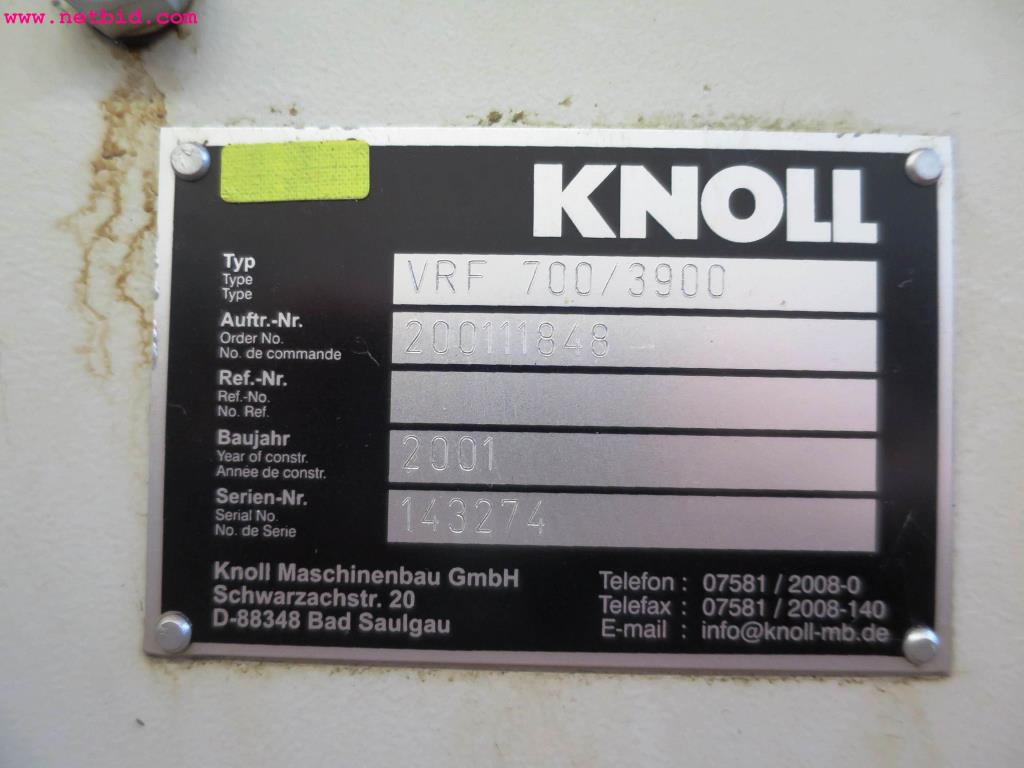 www.netbid.com
KNOLL
Typ
Type
Type
VRF 700/3900
Auftr.-Nr.
Order No.
No. de commande
200111848
Ref.-Nr.
Ref.-No.
No. Ref.
Baujahr
Year of constr.
Année de constr.
2001
Serien-Nr.
Serial No.
No. de Serie
143274
Knoll Maschinenbau GmbH
Schwarzachstr. 20
D-88348 Bad Saulgau
Telefon : 07581 / 2008-0
Telefax : 07581 / 2008-140
E-mail : info@knoll-mb.de